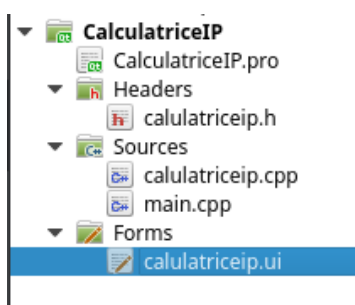 CalculatriceIP
CalculatriceIP.pro
Headers
calulatriceip.h
Sources
calulatriceip.cpp
main.cpp
Forms
calulatriceip.ui